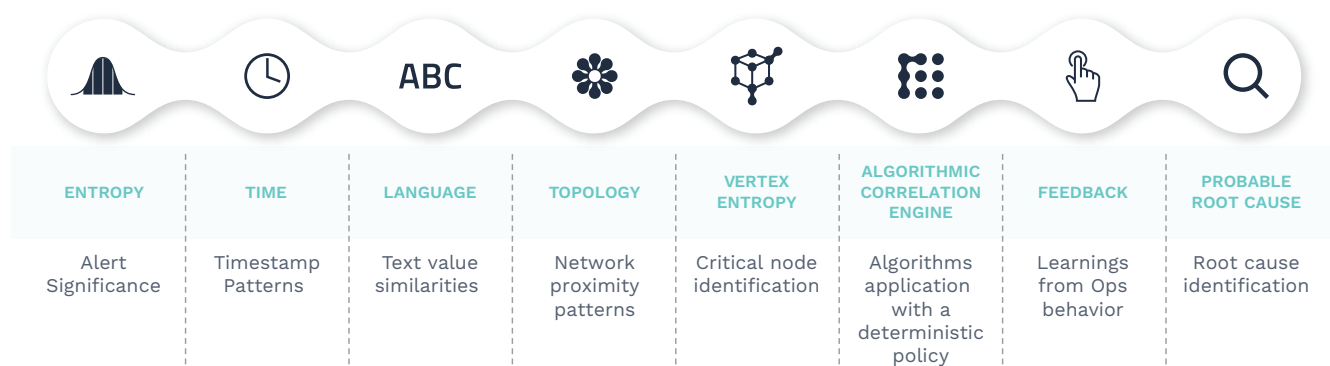 ABC
ENTROPY
TIME
LANGUAGE
TOPOLOGY
VERTEX
ENTROPY
ALGORITHMIC
CORRELATION
ENGINE
FEEDBACK
PROBABLE
ROOT CAUSE
Alert
Significance
Timestamp
Patterns
Text value
similarities
Network
proximity
patterns
Critical node
identification
Algorithms
application
with a
deterministic
policy
Learnings
from Ops
behavior
Root cause
identification